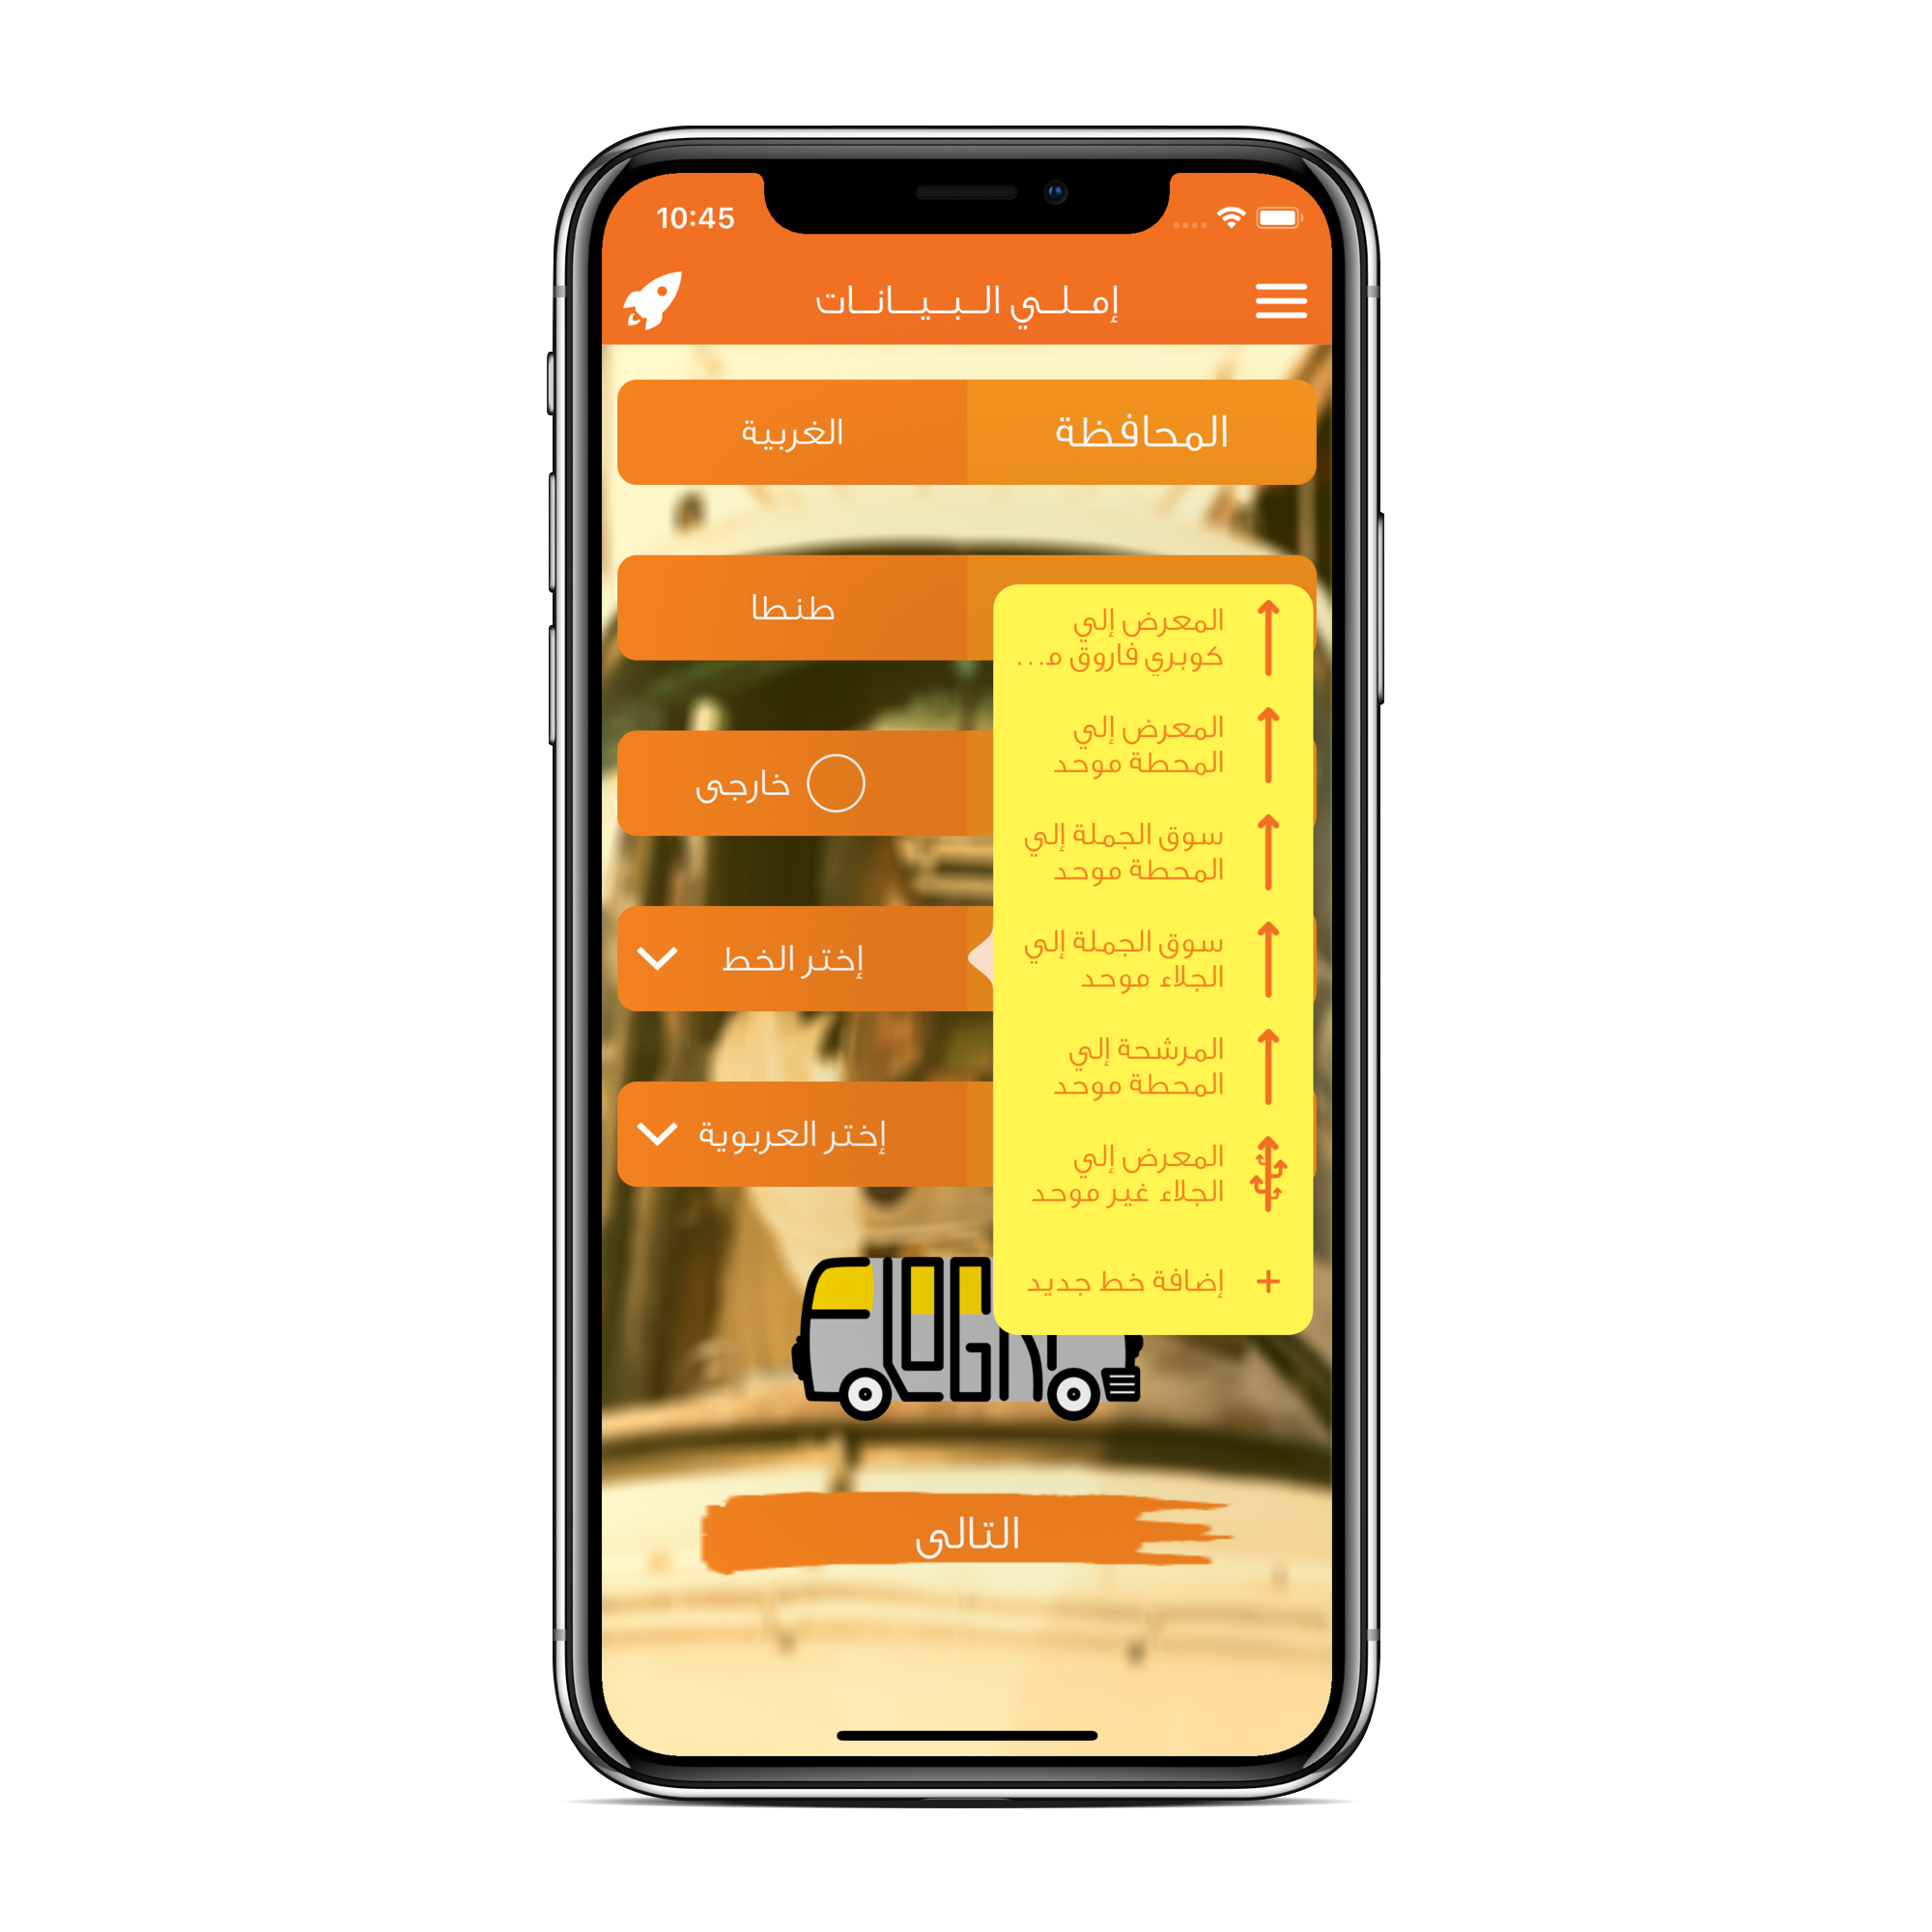 10:45
إملي البيانات
المحافظة
الغربية
طنطا
المعرض إلي
كوبري فاروق م...
المعرض إلي
المحطة موحد
خارجى
سوق الجملة إلي
المحطة موحد
سوق الجملة إلي
الجلاء موحد
إختر الخط
المرشحة إلي
المحطة موحد
المعرض إلي
الجلاء غير موحد
إختر العربوية
إضافة خط جديد
التالى